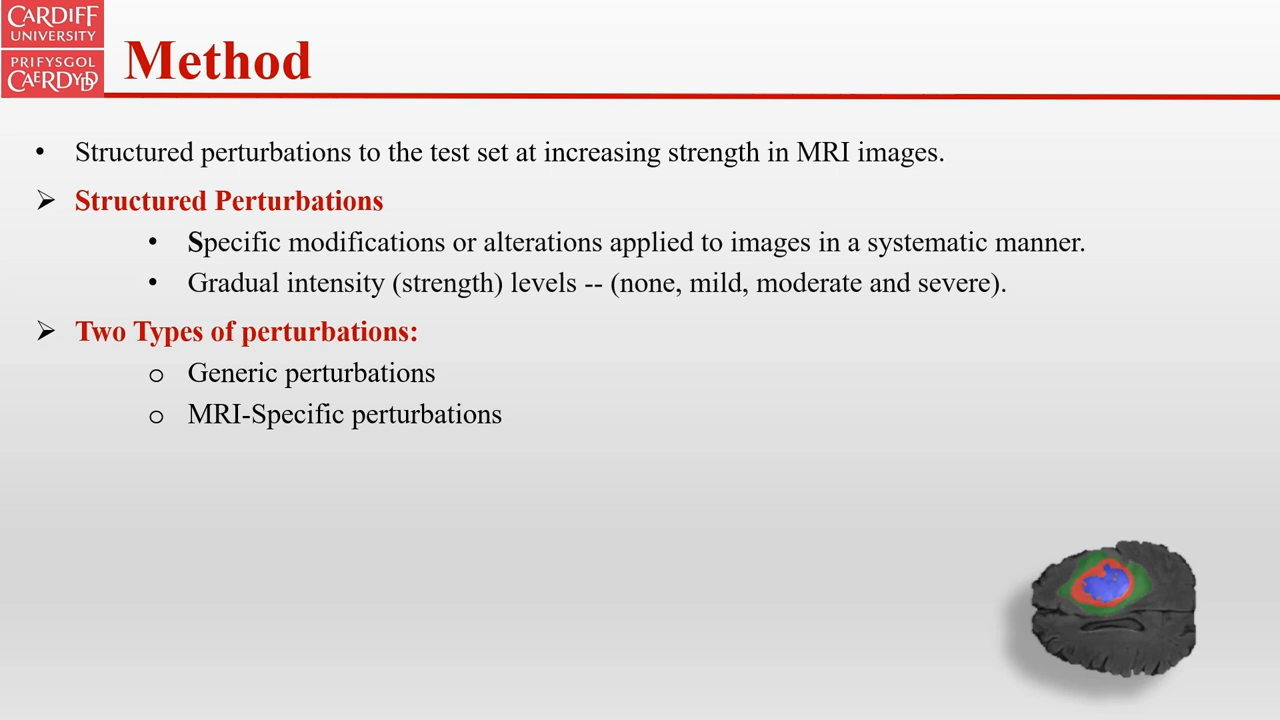 CARDIFF
UNIVERSITY
PRIFYSGOL
CAERDYDD
Method
• Structured perturbations to the test set at increasing strength in MRI images.
➢ Structured Perturbations
• Specific modifications or alterations applied to images in a systematic manner.
• Gradual intensity (strength) levels -- (none, mild, moderate and severe).
➢ Two Types of perturbations:
o Generic perturbations
o MRI-Specific perturbations